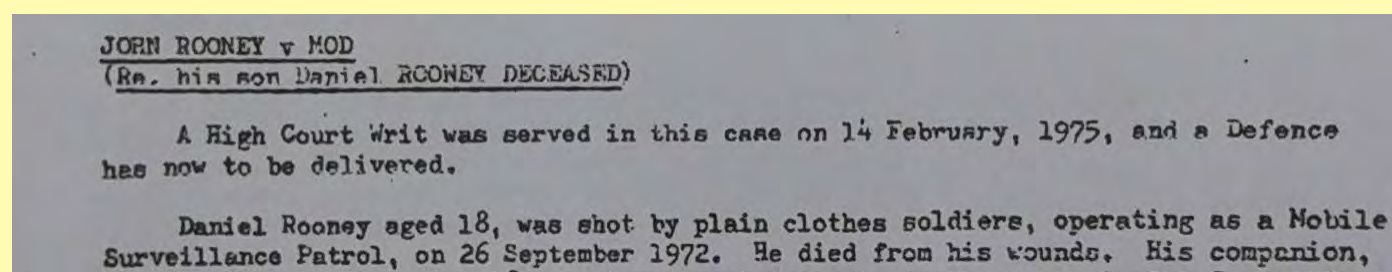 JOHN ROONEY v MOD
(Re. his son Daniel ROONEY DECEASED)
A High Court Writ was served in this case on 14 February, 1975, and a Defence
has now to be delivered.
Daniel Rooney aged 18, was shot by plain clothes soldiers, operating as a Mobile
Surveillance Patrol, on 26 September 1972. He died from his wounds. His companion,